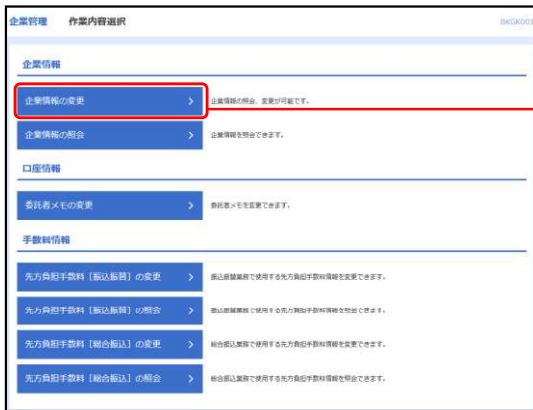 企業管理 作業内容選択 BKGK001
企業情報
企業情報の変更 企業情報の照会、変更が可能です。
企業情報の照会 企業情報を照会できます。
口座情報
委託者メモの変更 委託者メモを変更できます。
手数料情報
先方負担手数料［振込振替］の変更 振込振替業務で使用する先方負担手数料情報を変更できます。
先方負担手数料［振込振替］の照会 振込振替業務で使用する先方負担手数料情報を照会できます。
先方負担手数料［総合振込］の変更 総合振込業務で使用する先方負担手数料情報を変更できます。
先方負担手数料［総合振込］の照会 総合振込業務で使用する先方負担手数料情報を照会できます。